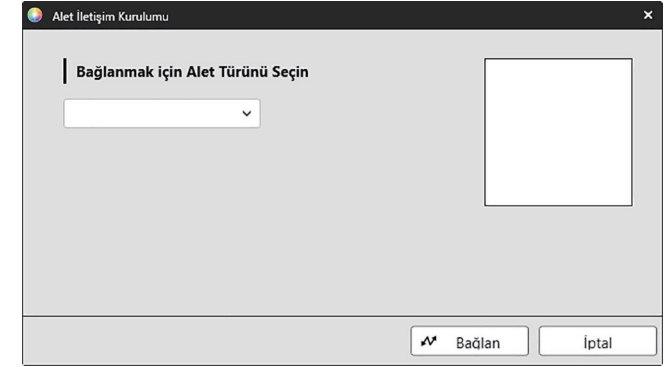 Alet İletişim Kurulumu
Bağlanmak için Alet Türünü Seçin
Bağlan
İptal